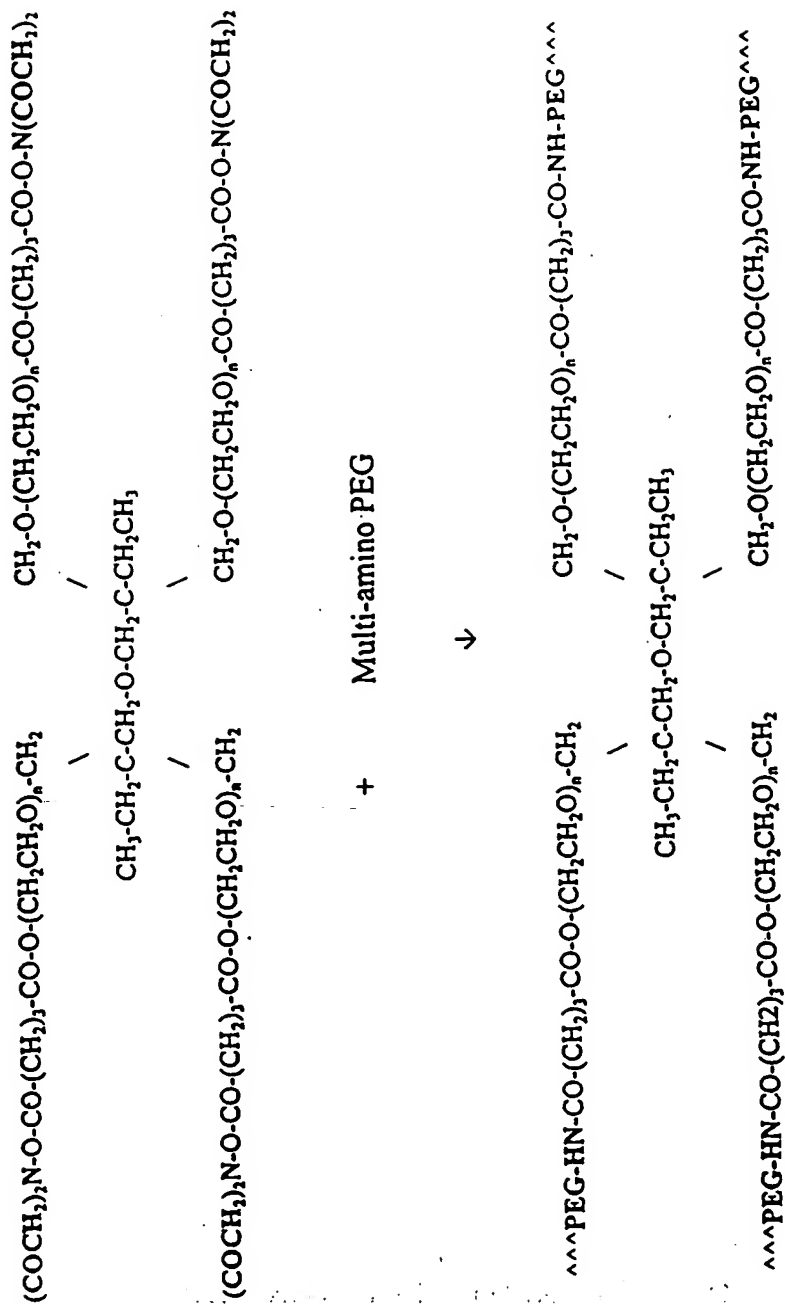 (COCH₂)₂N-O-CO-(CH₂)₃-CO-O-(CH₂CH₂O)ₙ-CH₂ CH₂-O-(CH₂CH₂O)ₙ-CO-(CH₂)₃-CO-O-N(COCH₂)₂
CH₃-CH₂-C-CH₂-O-CH₂-C-CH₂CH₃
(COCH₂)₂N-O-CO-(CH₂)₃-CO-O-(CH₂CH₂O)ₙ-CH₂ CH₂-O-(CH₂CH₂O)ₙ-CO-(CH₂)₃-CO-O-N(COCH₂)₂
+ Multi-amino PEG
↓
^^^PEG-HN-CO-(CH₂)₃-CO-O-(CH₂CH₂O)ₙ-CH₂ CH₂-O-(CH₂CH₂O)ₙ-CO-(CH₂)₃-CO-NH-PEG^^^
CH₃-CH₂-C-CH₂-O-CH₂-C-CH₂CH₃
^^^PEG-HN-CO-(CH2)₃-CO-O-(CH₂CH₂O)ₙ-CH₂ CH₂-O(CH₂CH₂O)ₙ-CO-(CH₂)₃CO-NH-PEG^^^